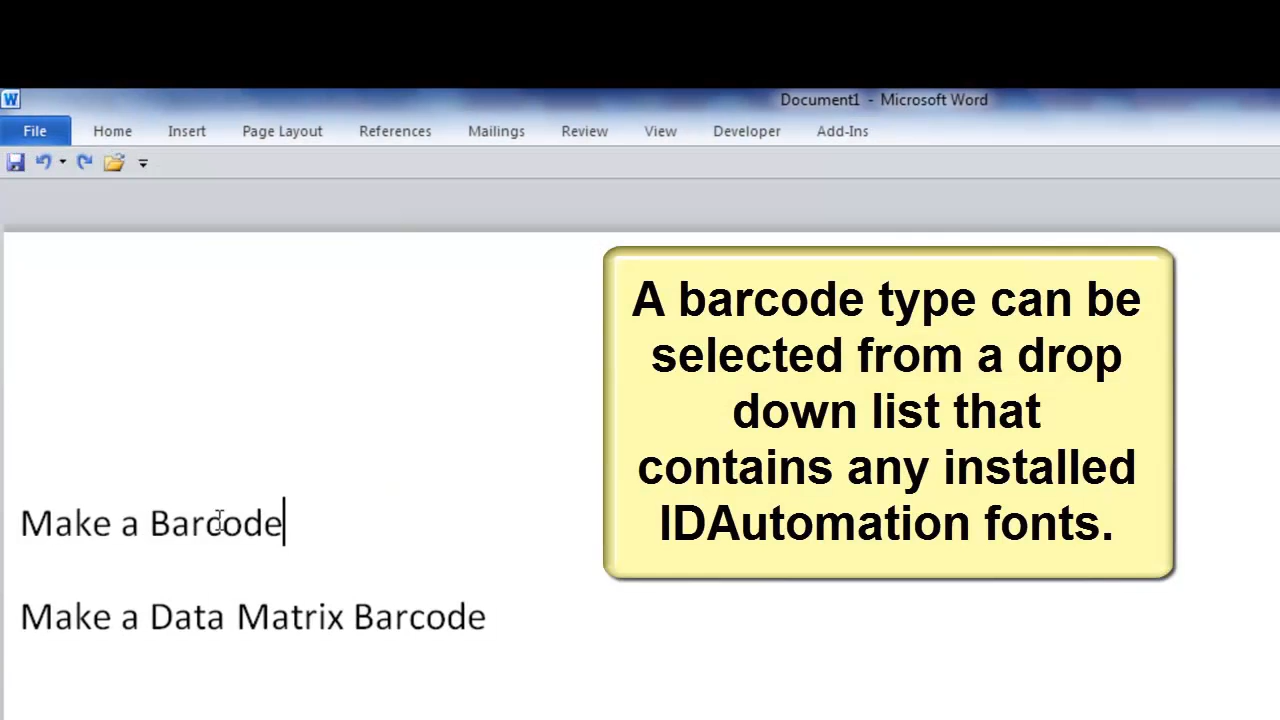 Document1 - Microsoft Word
File Home Insert Page Layout References Mailings Review View Developer Add-Ins
A barcode type can be
selected from a drop
down list that
contains any installed
IDAutomation fonts.
Make a Barcode
Make a Data Matrix Barcode